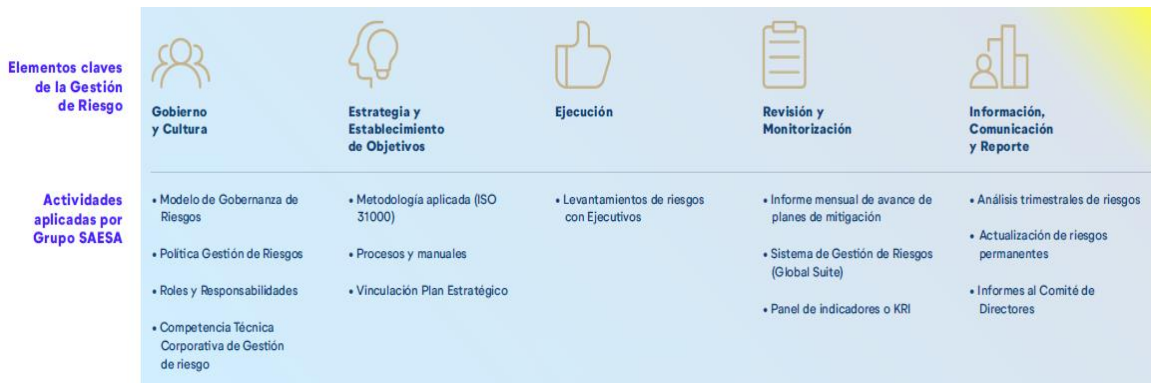 Elementos claves
de la Gestión
de Riesgo
Gobierno
y Cultura
Estrategia y
Establecimiento
de Objetivos
Ejecución
Revisión y
Monitorización
Información,
Comunicación
y Reporte
Actividades
aplicadas por
Grupo SAESA
• Modelo de Gobernanza de
Riesgos
• Política Gestión de Riesgos
• Roles y Responsabilidades
• Competencia Técnica
Corporativa de Gestión
de riesgo
• Metodología aplicada (ISO
31000)
• Procesos y manuales
• Vinculación Plan Estratégico
• Levantamientos de riesgos
con Ejecutivos
• Informe mensual de avance de
planes de mitigación
• Sistema de Gestión de Riesgos
(Global Suite)
• Panel de indicadores o KRI
• Análisis trimestrales de riesgos
• Actualización de riesgos
permanentes
• Informes al Comité de
Directores